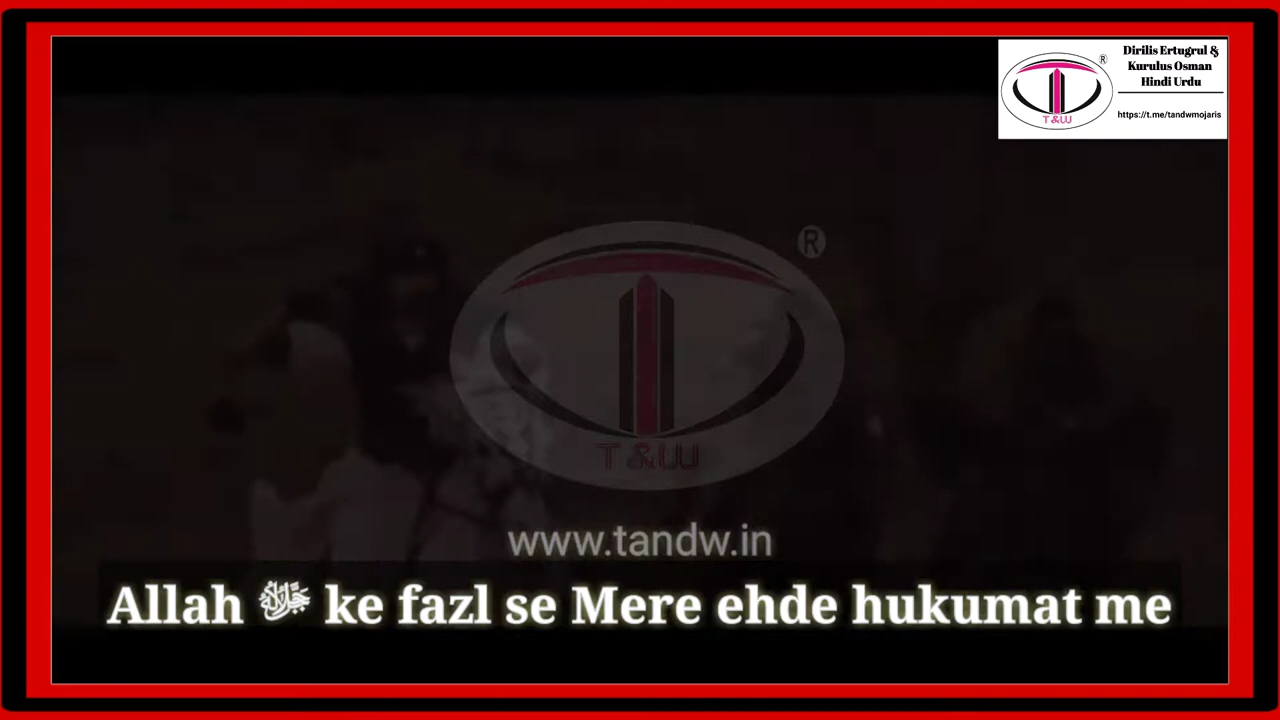 Dirilis Ertugrul &
Kurulus Osman
Hindi Urdu
https://t.me/tandwmojaris
®
T &W
®
T &W
www.tandw.in
Allah ﷻ ke fazl se Mere ehde hukumat me